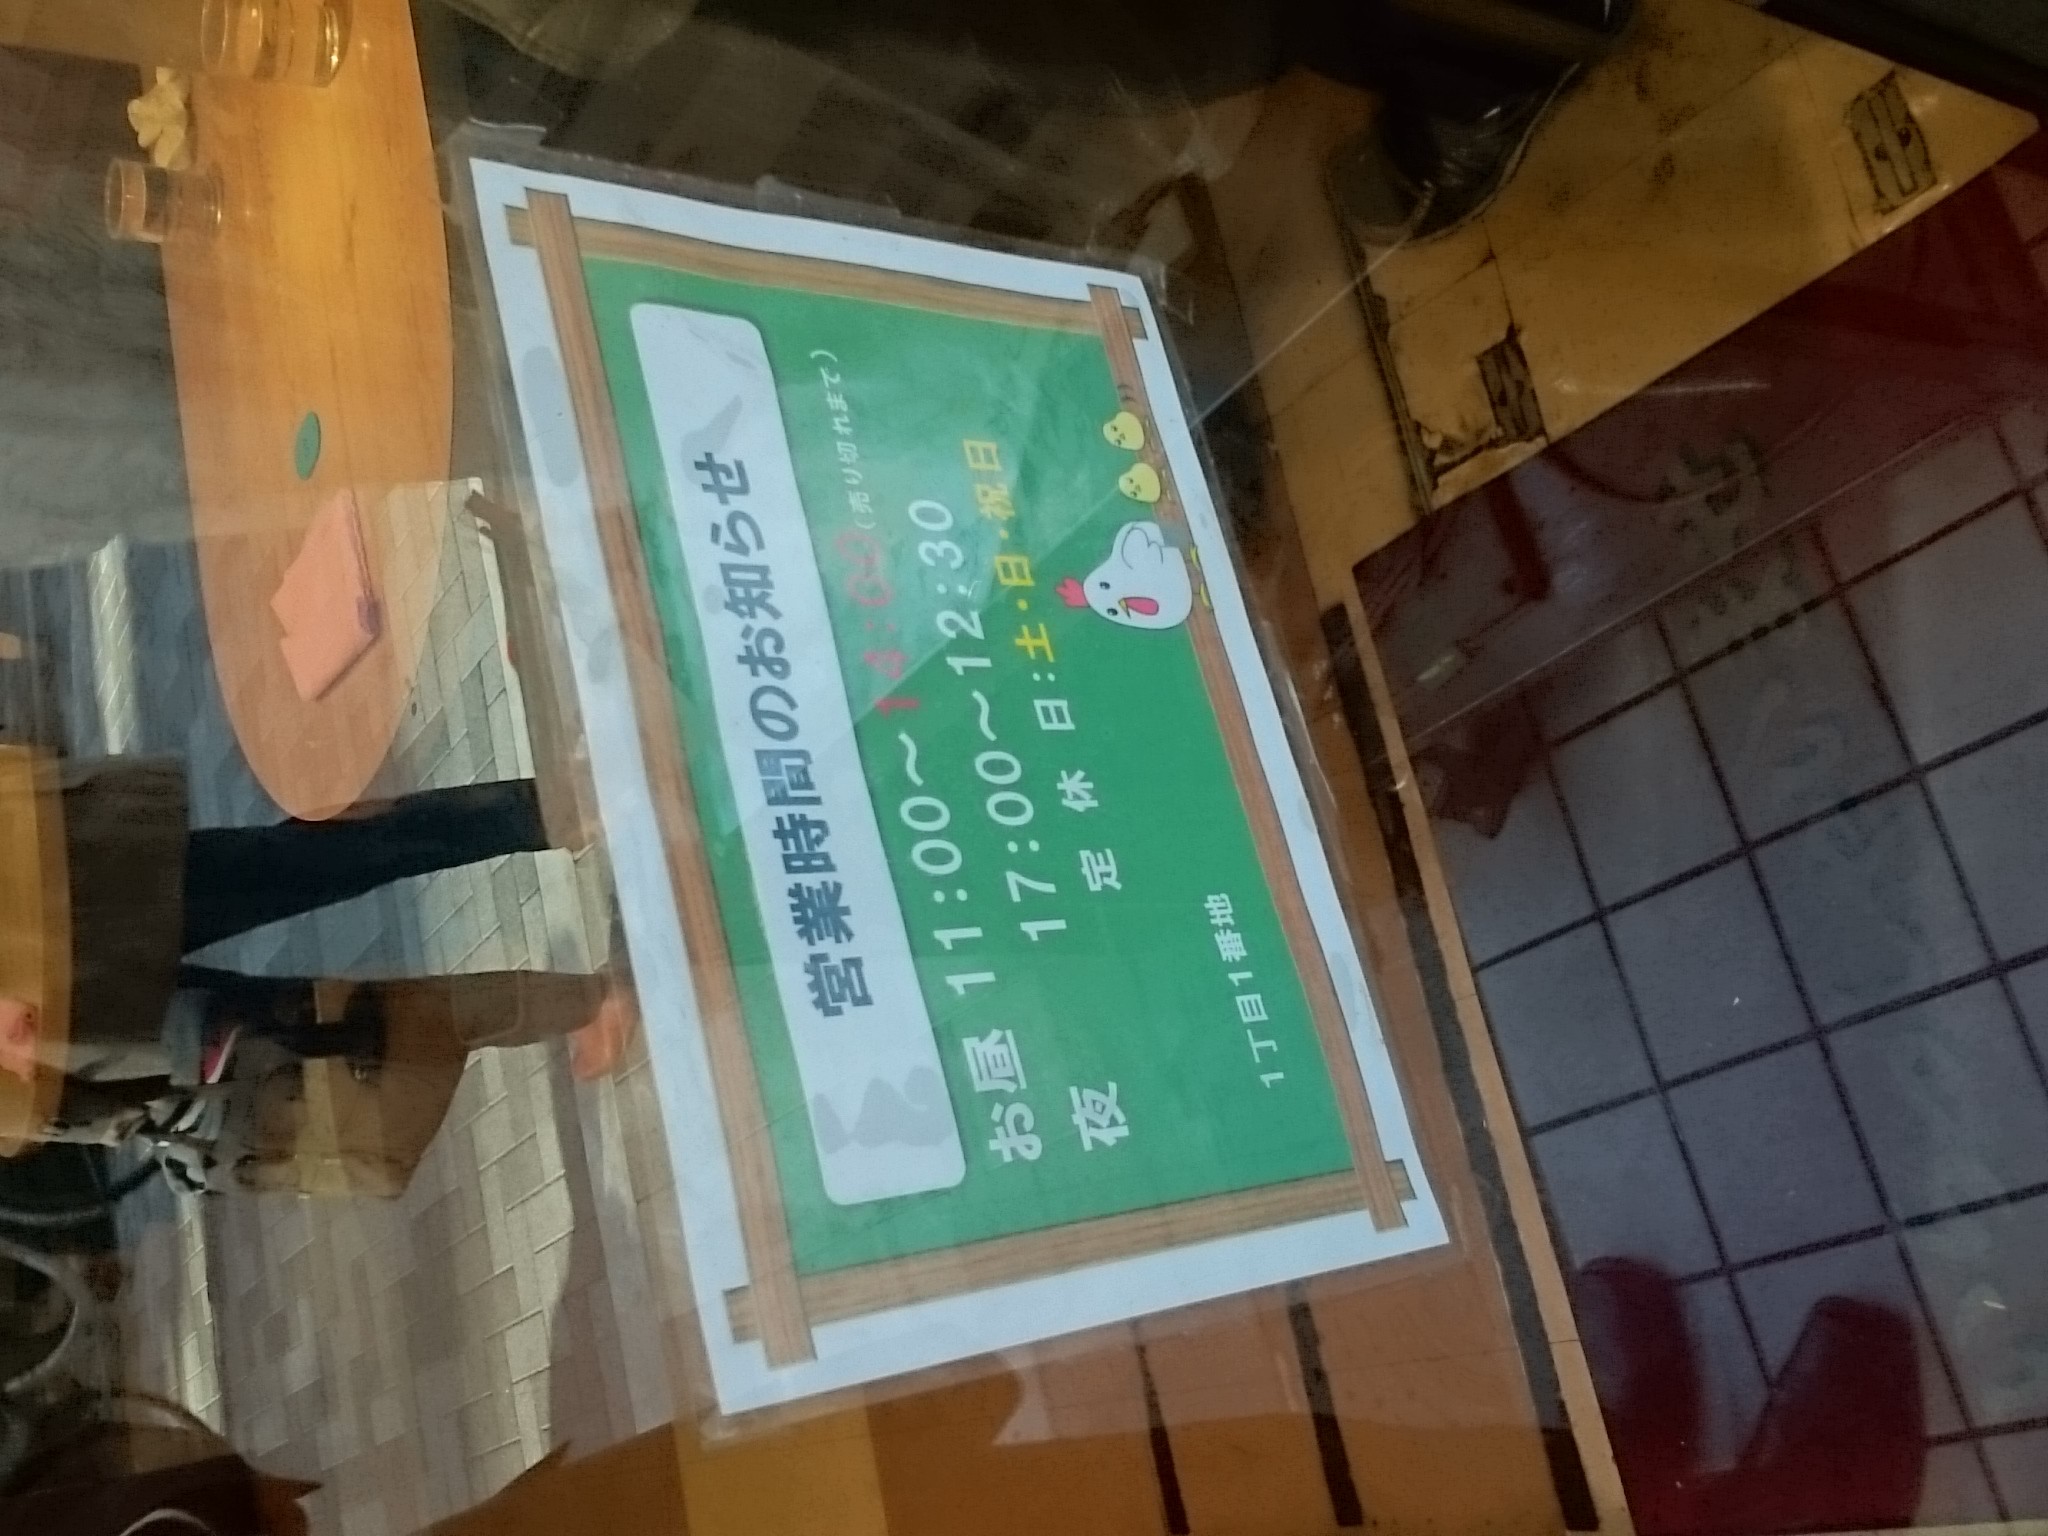 営業時間のお知らせ
お昼 11:00~14:00(売り切れまで)
夜 17:00~12:30
定休日:土・日・祝日
1丁目1番地